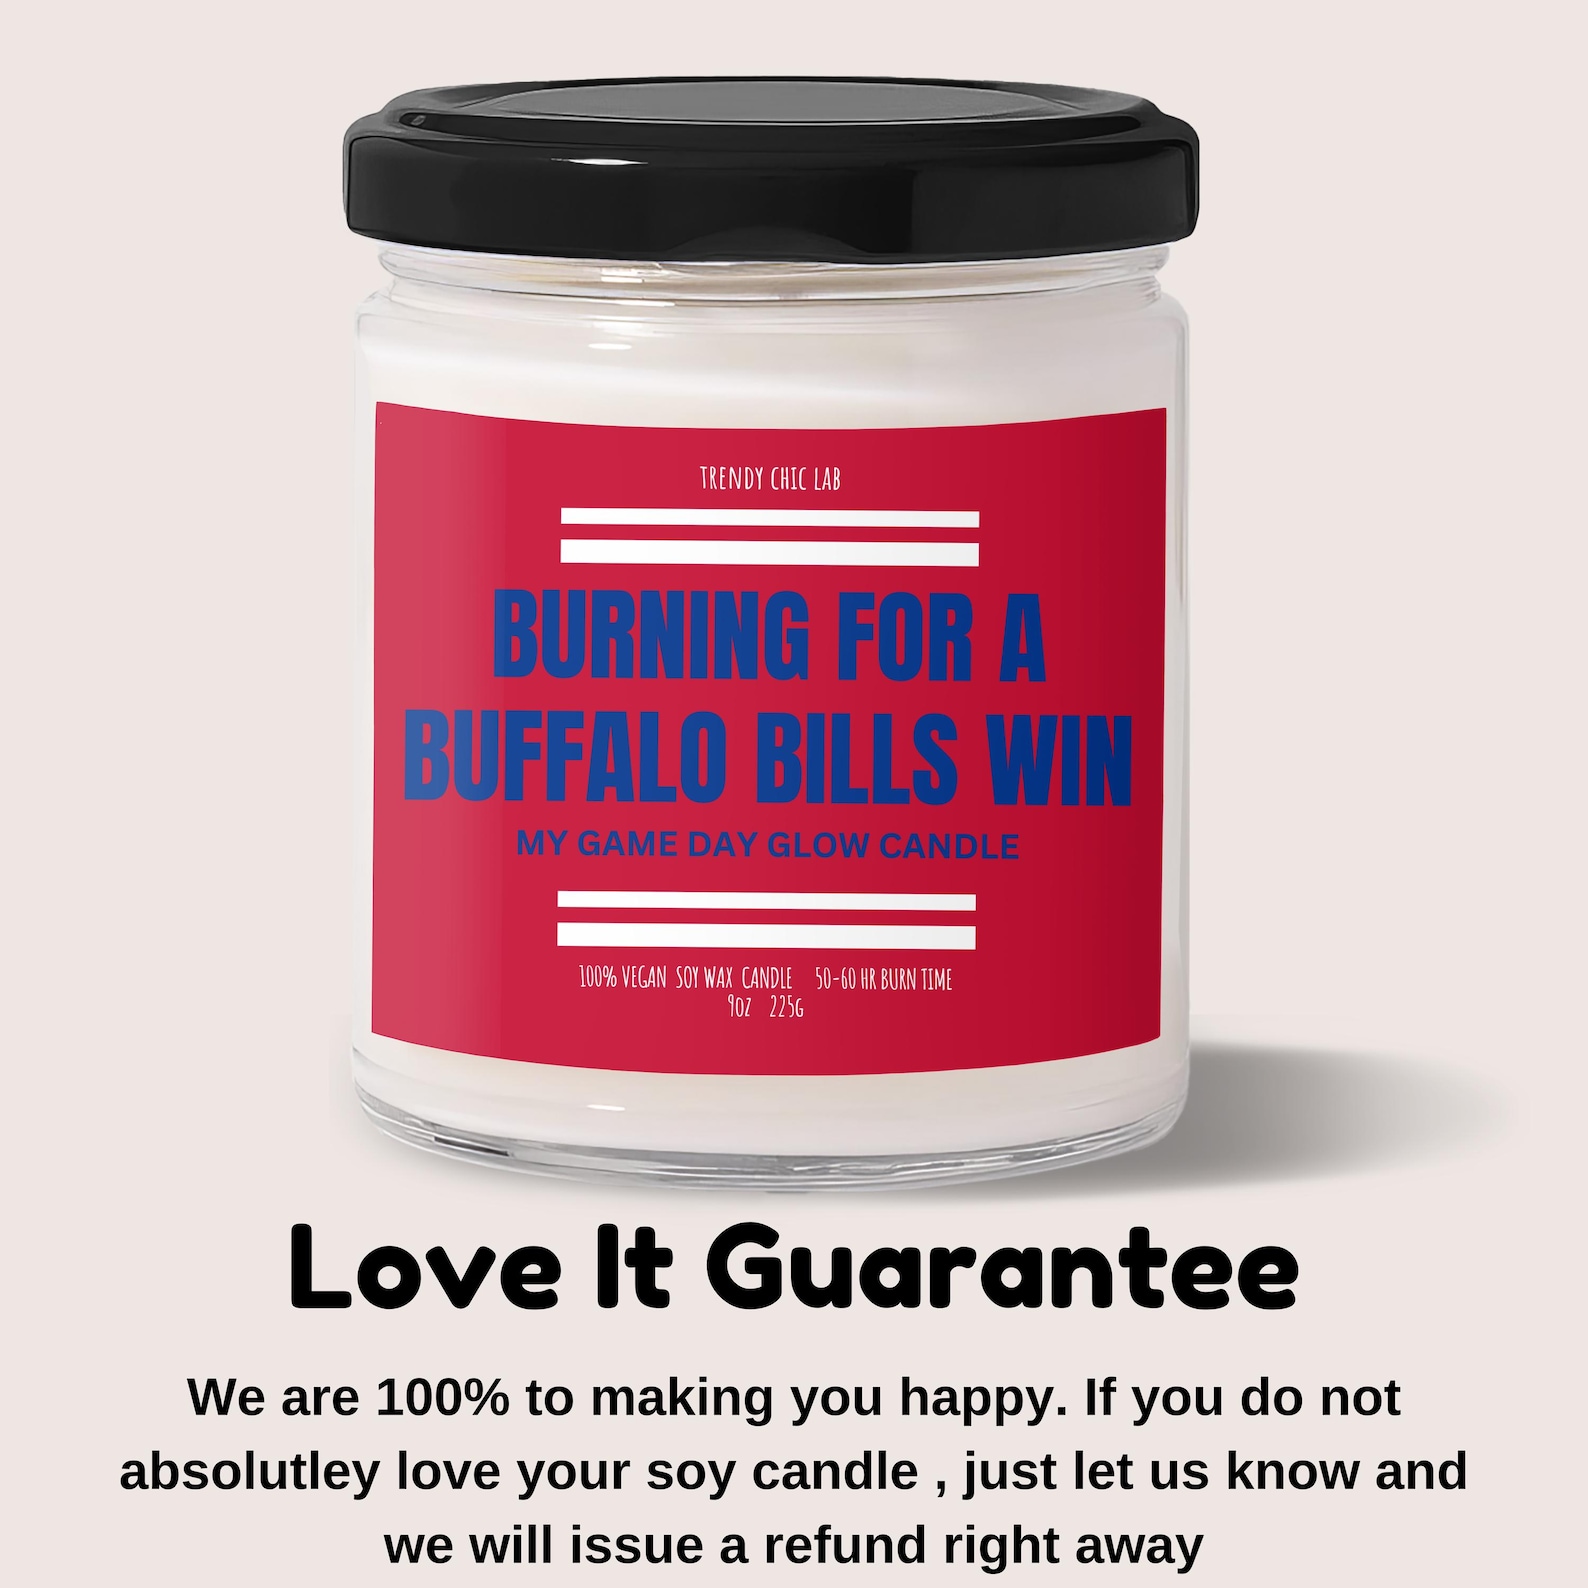 TRENDY CHIC LAB
BURNING FOR A
BUFFALO BILLS WIN
MY GAME DAY GLOW CANDLE
100% VEGAN SOY WAX CANDLE 50-60 HR BURN TIME
9OZ 225G
Love It Guarantee
We are 100% to making you happy. If you do not
absolutley love your soy candle , just let us know and
we will issue a refund right away